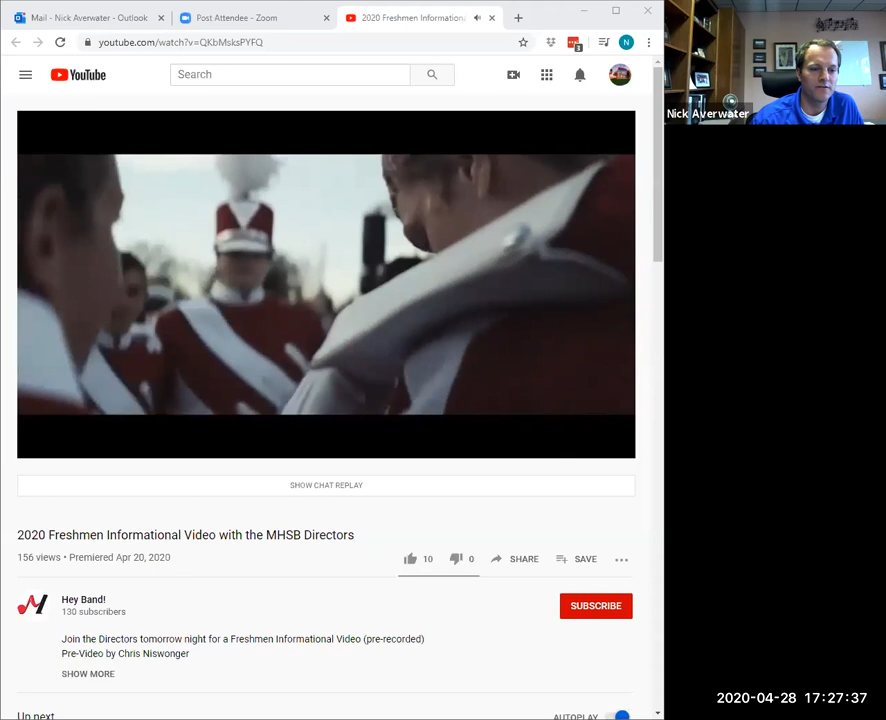 Mail - Nick Averwater - Outlook
Post Attendee - Zoom
2020 Freshmen Informationa
youtube.com/watch?v=QKbMsksPYFQ
3
N
YouTube
Search
Nick Averwater
SHOW CHAT REPLAY
2020 Freshmen Informational Video with the MHSB Directors
156 views • Premiered Apr 20, 2020
10
0
SHARE
SAVE
Hey Band!
130 subscribers
SUBSCRIBE
Join the Directors tomorrow night for a Freshmen Informational Video (pre-recorded)
Pre-Video by Chris Niswonger
SHOW MORE
2020-04-28 17:27:37
Up next
AUTOPLAY